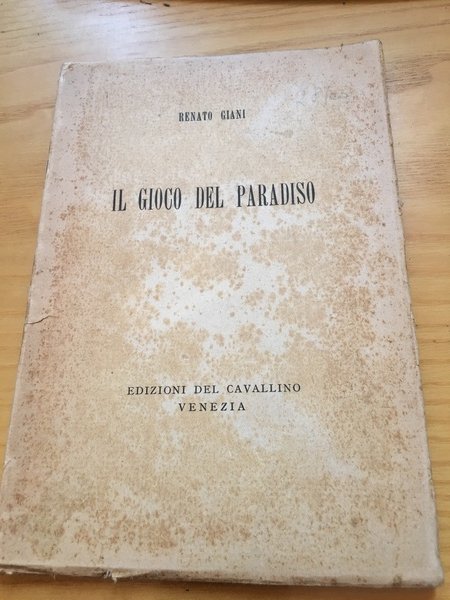 RENATO GIANI
IL GIOCO DEL PARADISO
EDIZIONI DEL CAVALLINO
VENEZIA